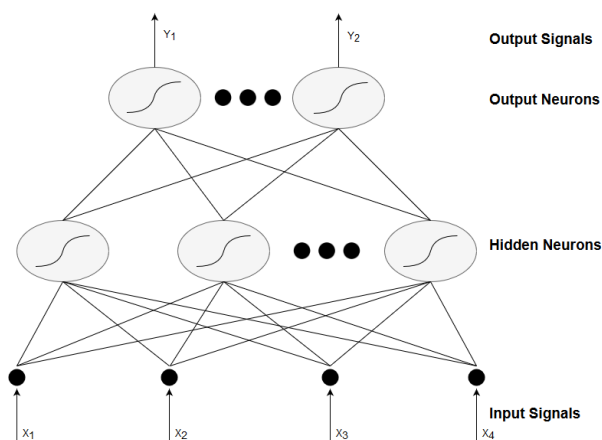 Y1
Y2
Output Signals
Output Neurons
Hidden Neurons
X1
X2
X3
X4
Input Signals